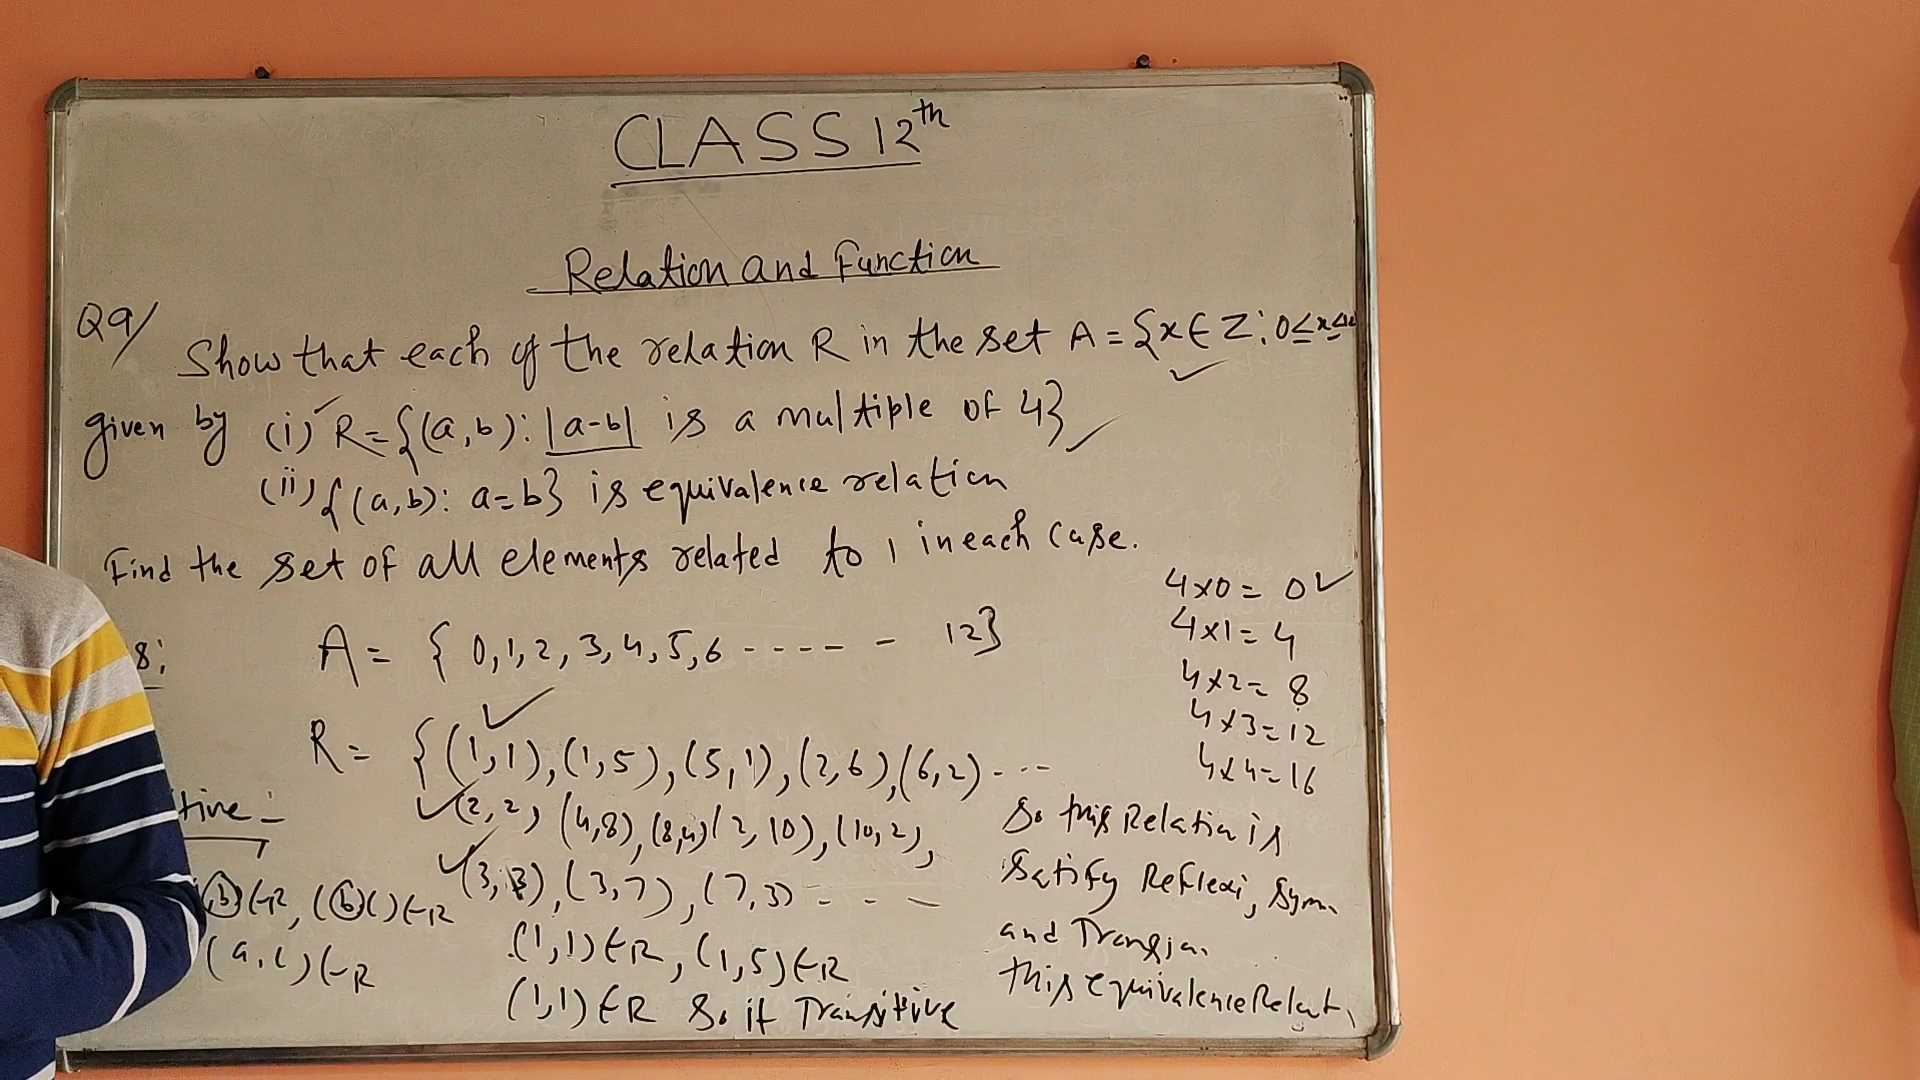 CLASS 12th
Relation and Function
Q9/
Show that each of the relation R in the set A = {x ∈ Z : 0 ≤ x ≤
given by (i) R = {(a, b) : |a-b| is a multiple of 4}
(ii) {(a, b) : a = b} is equivalence relation
Find the set of all elements related to 1 in each case.
A = { 0, 1, 2, 3, 4, 5, 6 ---- - 12}
R = {(1,1), (1,5), (5,1), (2,6), (6,2) ---
(2,2), (4,8), (8,4) (2,10), (10,2),
(3,3), (3,7), (7,3) - - -
(1,1) ∈ R, (1,5) ∈ R
(1,1) ∈ R So it Transitive
tive :-
b) ∈ R, (b c) ∈ R
(a, c) ∈ R
4×0 = 0 ✓
4×1 = 4
4×2 = 8
4×3 = 12
4×4 = 16
So this Relation is
Satisfy Reflexi, Symm
and
this equivalence Relat